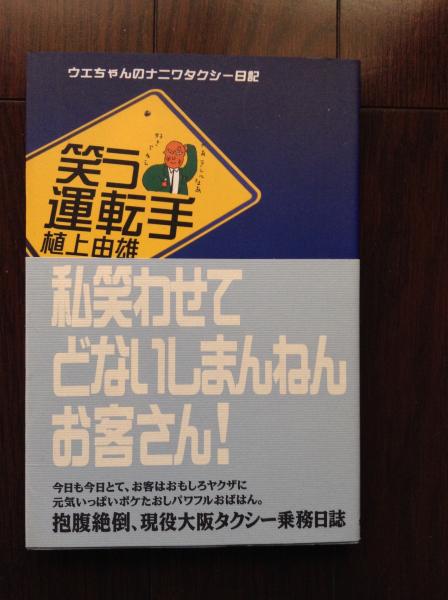 ウエちゃんのナニワタクシー日記
笑う
運転手
植上由雄
私笑わせて
どないしまんねん
お客さん!
今日も今日とて、お客はおもしろヤクザに
元気いっぱいボケたおしパワフルおばはん。
抱腹絶倒、現役大阪タクシー乗務日誌